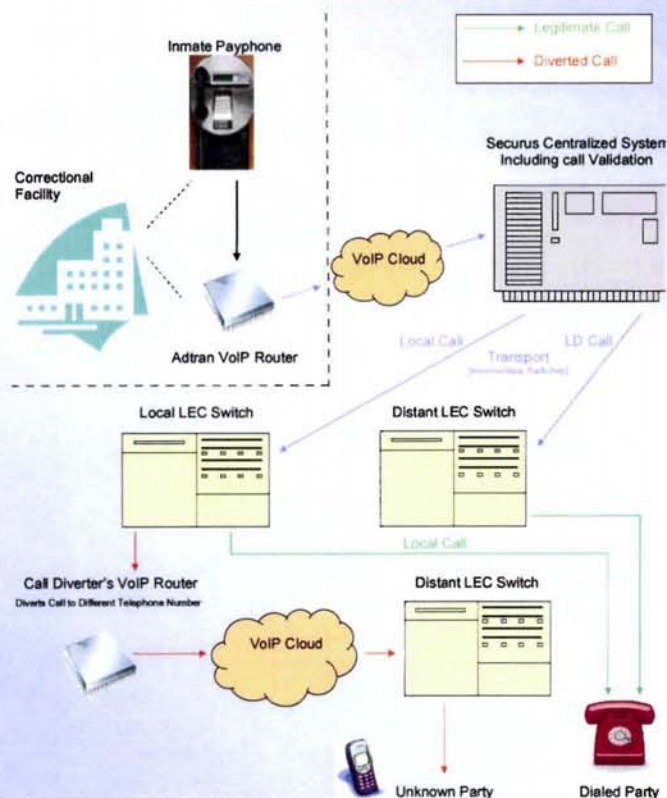 Legitimate Call
Diverted Call
Inmate Payphone
Securus Centralized System
Including call Validation
Correctional
Facility
VoIP Cloud
Adtran VoIP Router
Local Call
LD Call
Transport
Local LEC Switch
Distant LEC Switch
Local Call
Call Diverter's VoIP Router
Diverts Call to Different Telephone Number
Distant LEC Switch
VoIP Cloud
Unknown Party
Dialed Party